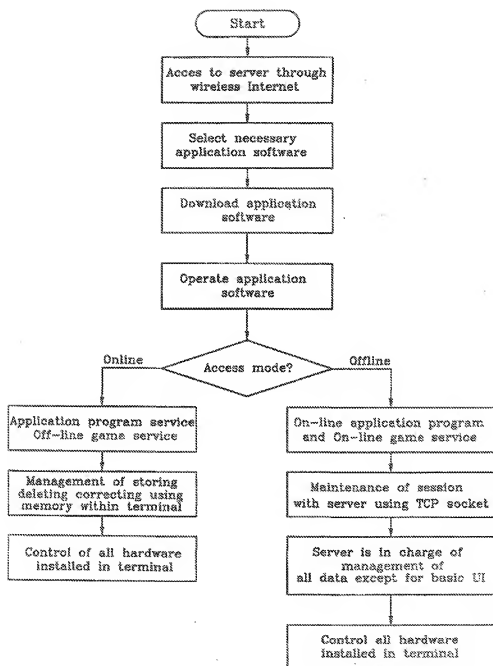 Start
Acces to server through
wireless Internet
Select necessary
application software
Download application
software
Operate application
software
Access mode?
Online
Offline
Application program service
Off-line game service
Management of storing
deleting correcting using
memory within terminal
Control of all hardware
installed in terminal
On-line application program
and On-line game service
Maintenance of session
with server using TCP socket
Server is in charge of
management of
all data except for basic UI
Control all hardware
installed in terminal